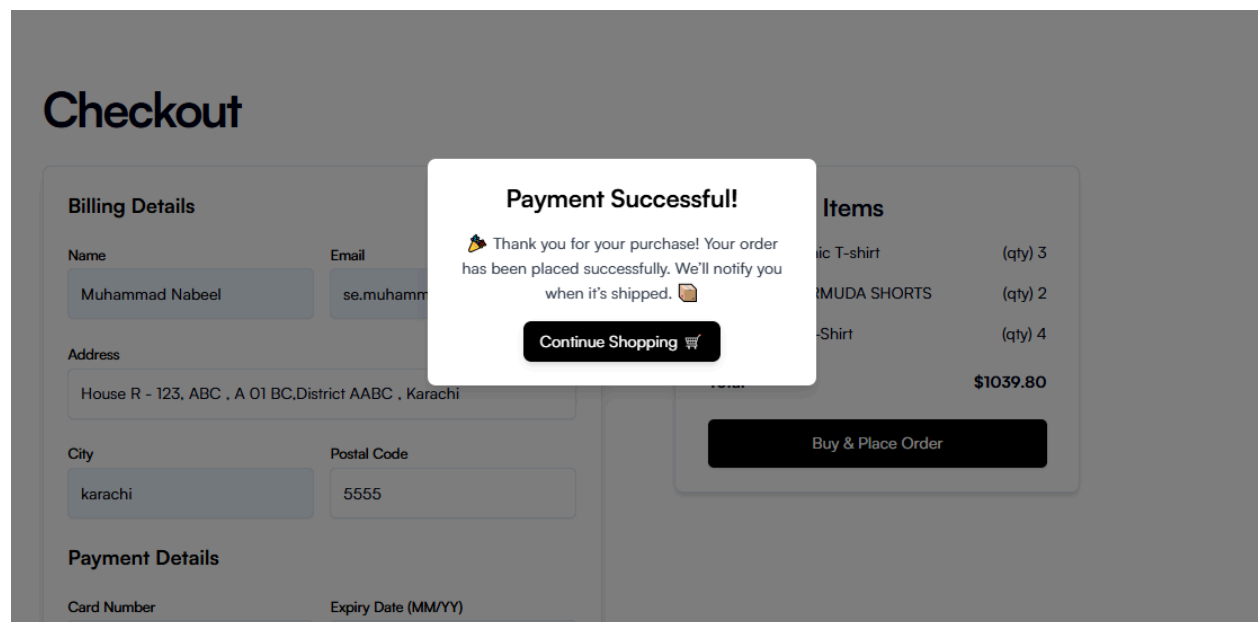 Checkout
Billing Details
Name
Email
Muhammad Nabeel
se.muhamm
Address
House R - 123, ABC , A 01 BC,District AABC , Karachi
City
Postal Code
karachi
5555
Payment Details
Card Number
Expiry Date (MM/YY)
Payment Successful!
🎉 Thank you for your purchase! Your order
has been placed successfully. We'll notify you
when it's shipped. 📦
Continue Shopping 🛒
Items
T-shirt (qty) 3
SHORTS (qty) 2
-Shirt (qty) 4
$1039.80
Buy & Place Order